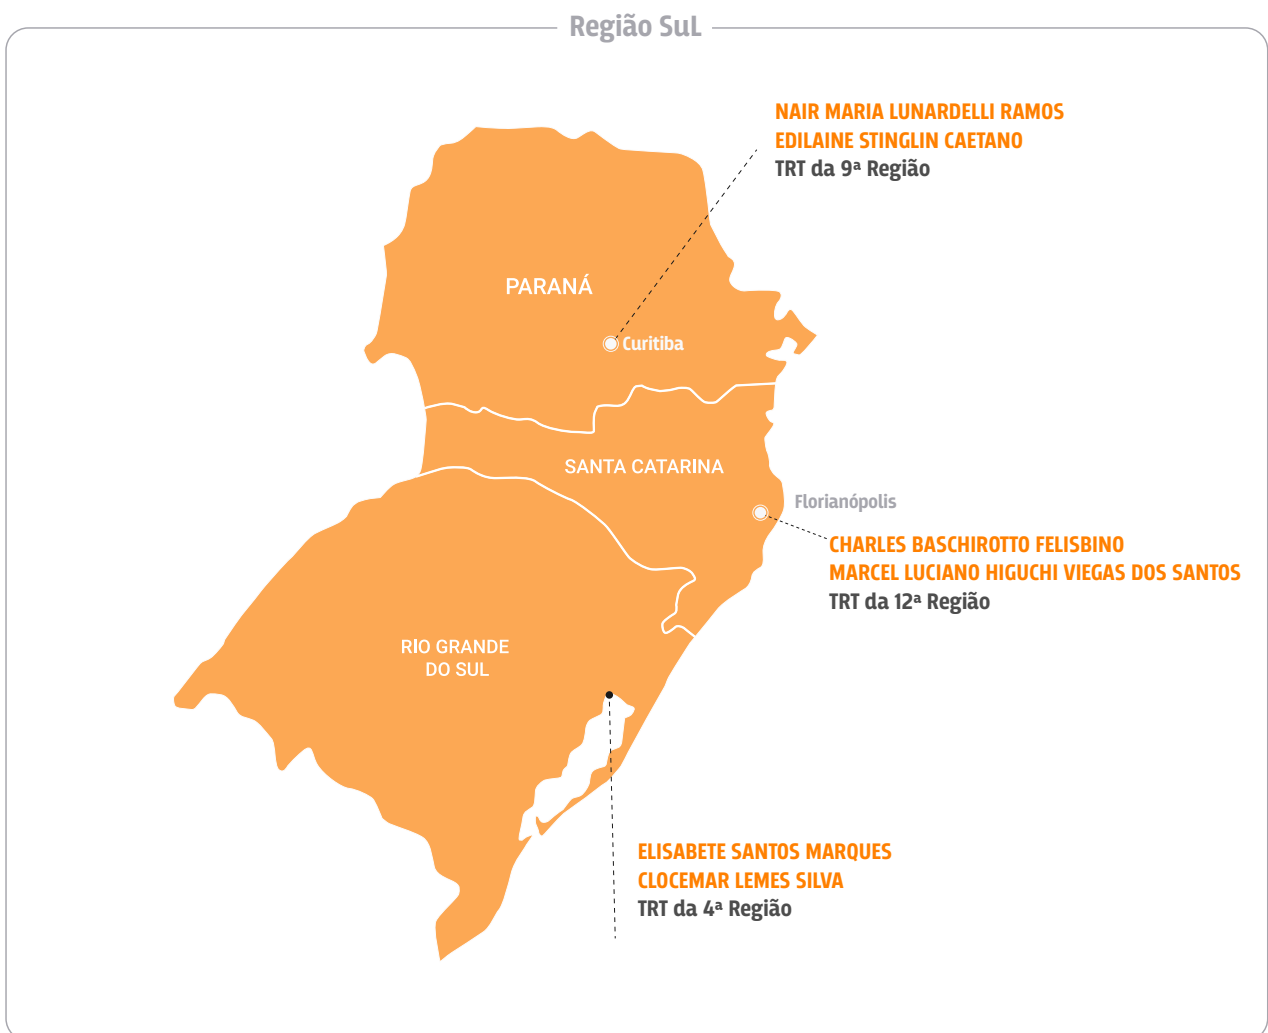 Região Sul
NAIR MARIA LUNARDELLI RAMOS
EDILAINE STINGLIN CAETANO
TRT da 9ª Região
PARANÁ
Curitiba
SANTA CATARINA
Florianópolis
CHARLES BASCHIROTTO FELISBINO
MARCEL LUCIANO HIGUCHI VIEGAS DOS SANTOS
TRT da 12ª Região
RIO GRANDE
DO SUL
ELISABETE SANTOS MARQUES
CLOCEMAR LEMES SILVA
TRT da 4ª Região